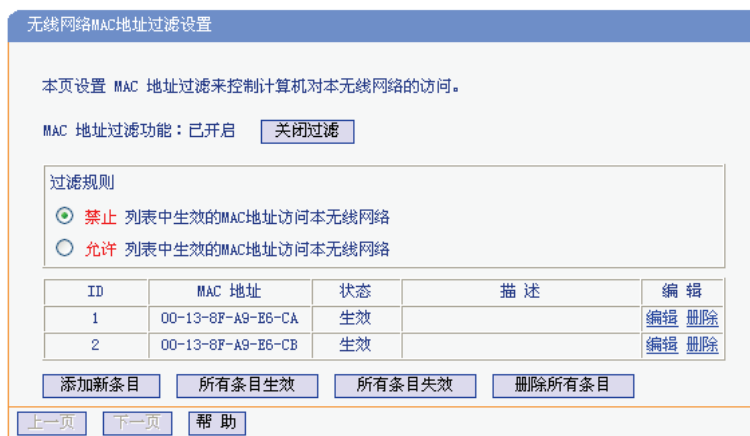 无线网络MAC地址过滤设置
本页设置 MAC 地址过滤来控制计算机对本无线网络的访问。
MAC 地址过滤功能：已开启 关闭过滤
过滤规则
禁止 列表中生效的MAC地址访问本无线网络
允许 列表中生效的MAC地址访问本无线网络
ID MAC 地址 状态 描 述 编 辑
1 00-13-8F-A9-E6-CA 生效 编辑 删除
2 00-13-8F-A9-E6-CB 生效 编辑 删除
添加新条目 所有条目生效 所有条目失效 删除所有条目
上一页 下一页 帮 助